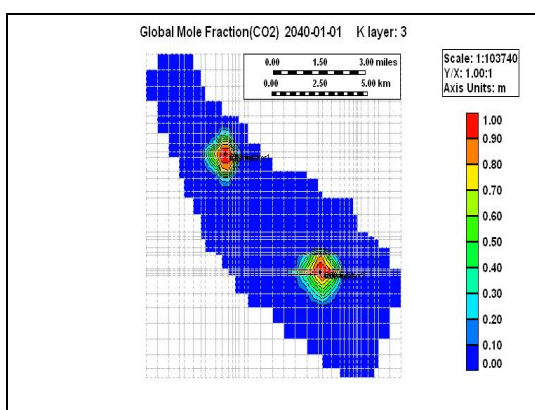 Global Mole Fraction(CO2) 2040-01-01 K layer: 3
0.00 1.50 3.00 miles
0.00 2.50 5.00 km
Scale: 1:103740
Y/X: 1.00:1
Axis Units: m
1.00
0.90
0.80
0.70
0.60
0.50
0.40
0.30
0.20
0.10
0.00